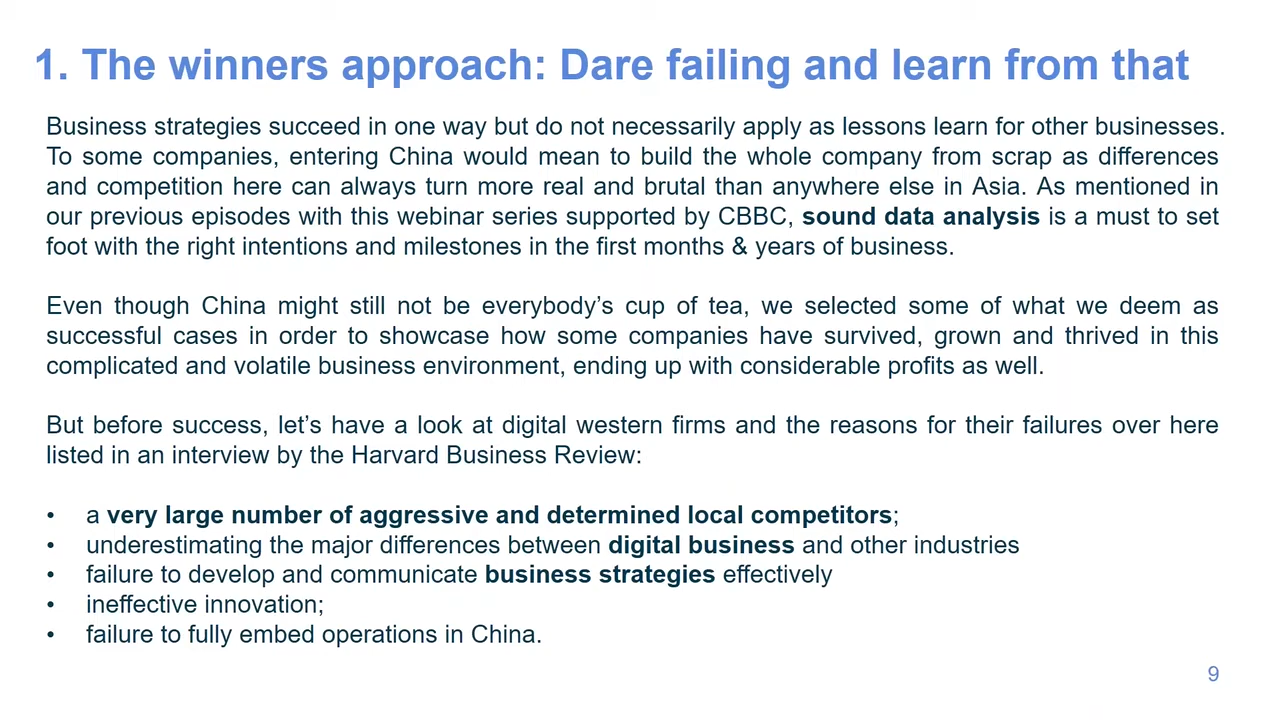 1. The winners approach: Dare failing and learn from that
Business strategies succeed in one way but do not necessarily apply as lessons learn for other businesses.
To some companies, entering China would mean to build the whole company from scrap as differences
and competition here can always turn more real and brutal than anywhere else in Asia. As mentioned in
our previous episodes with this webinar series supported by CBBC, sound data analysis is a must to set
foot with the right intentions and milestones in the first months & years of business.
Even though China might still not be everybody’s cup of tea, we selected some of what we deem as
successful cases in order to showcase how some companies have survived, grown and thrived in this
complicated and volatile business environment, ending up with considerable profits as well.
But before success, let’s have a look at digital western firms and the reasons for their failures over here
listed in an interview by the Harvard Business Review:
• a very large number of aggressive and determined local competitors;
• underestimating the major differences between digital business and other industries
• failure to develop and communicate business strategies effectively
• ineffective innovation;
• failure to fully embed operations in China.
9